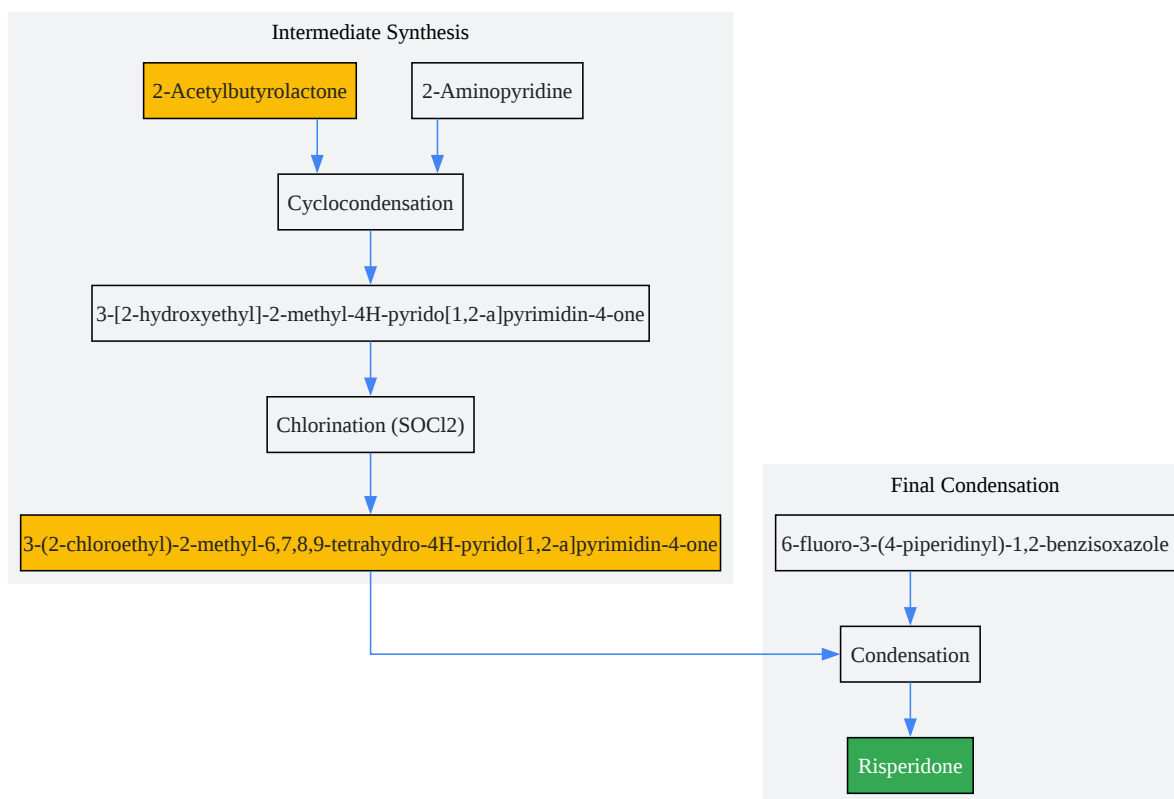 Intermediate Synthesis
2-Acetylbutyrolactone
2-Aminopyridine
Cyclocondensation
3-[2-hydroxyethyl]-2-methyl-4H-pyrido[1,2-a]pyrimidin-4-one
Chlorination (SOCl2)
3-(2-chloroethyl)-2-methyl-6,7,8,9-tetrahydro-4H-pyrido[1,2-a]pyrimidin-4-one
Final Condensation
6-fluoro-3-(4-piperidinyl)-1,2-benzisoxazole
Condensation
Risperidone